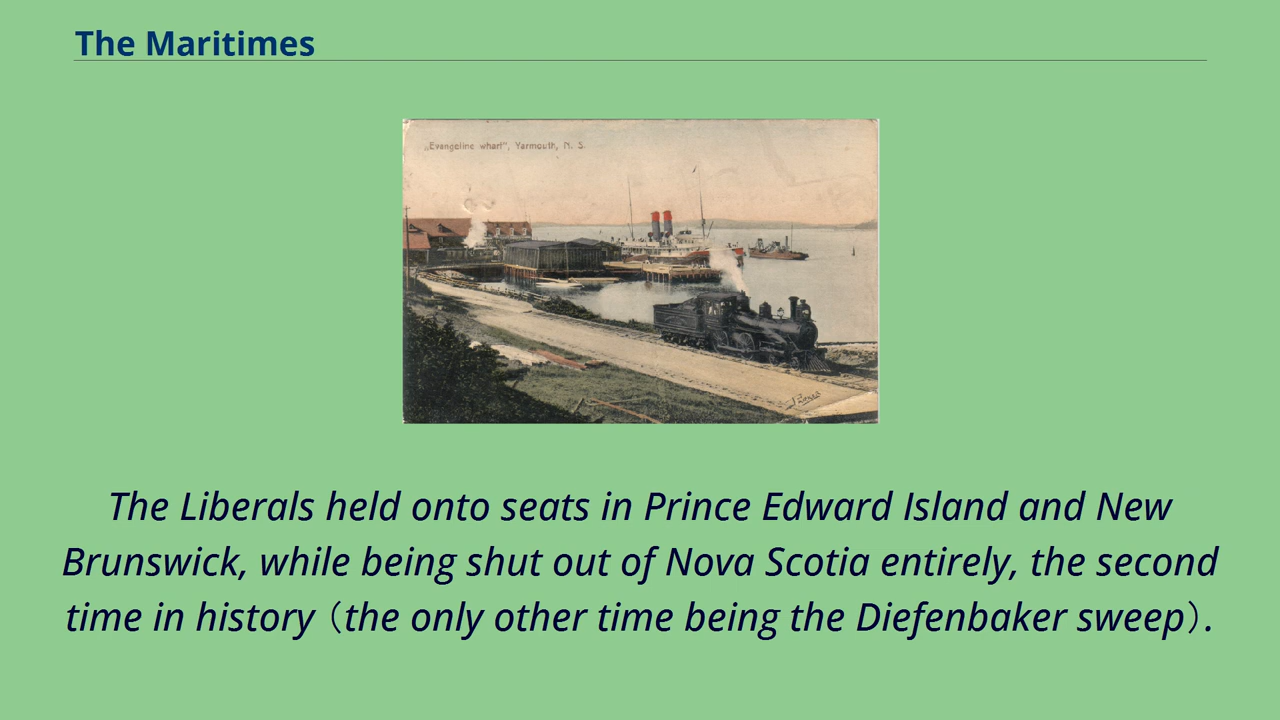 The Maritimes
„Evangeline wharf", Yarmouth, N. S.
The Liberals held onto seats in Prince Edward Island and New
Brunswick, while being shut out of Nova Scotia entirely, the second
time in history (the only other time being the Diefenbaker sweep).